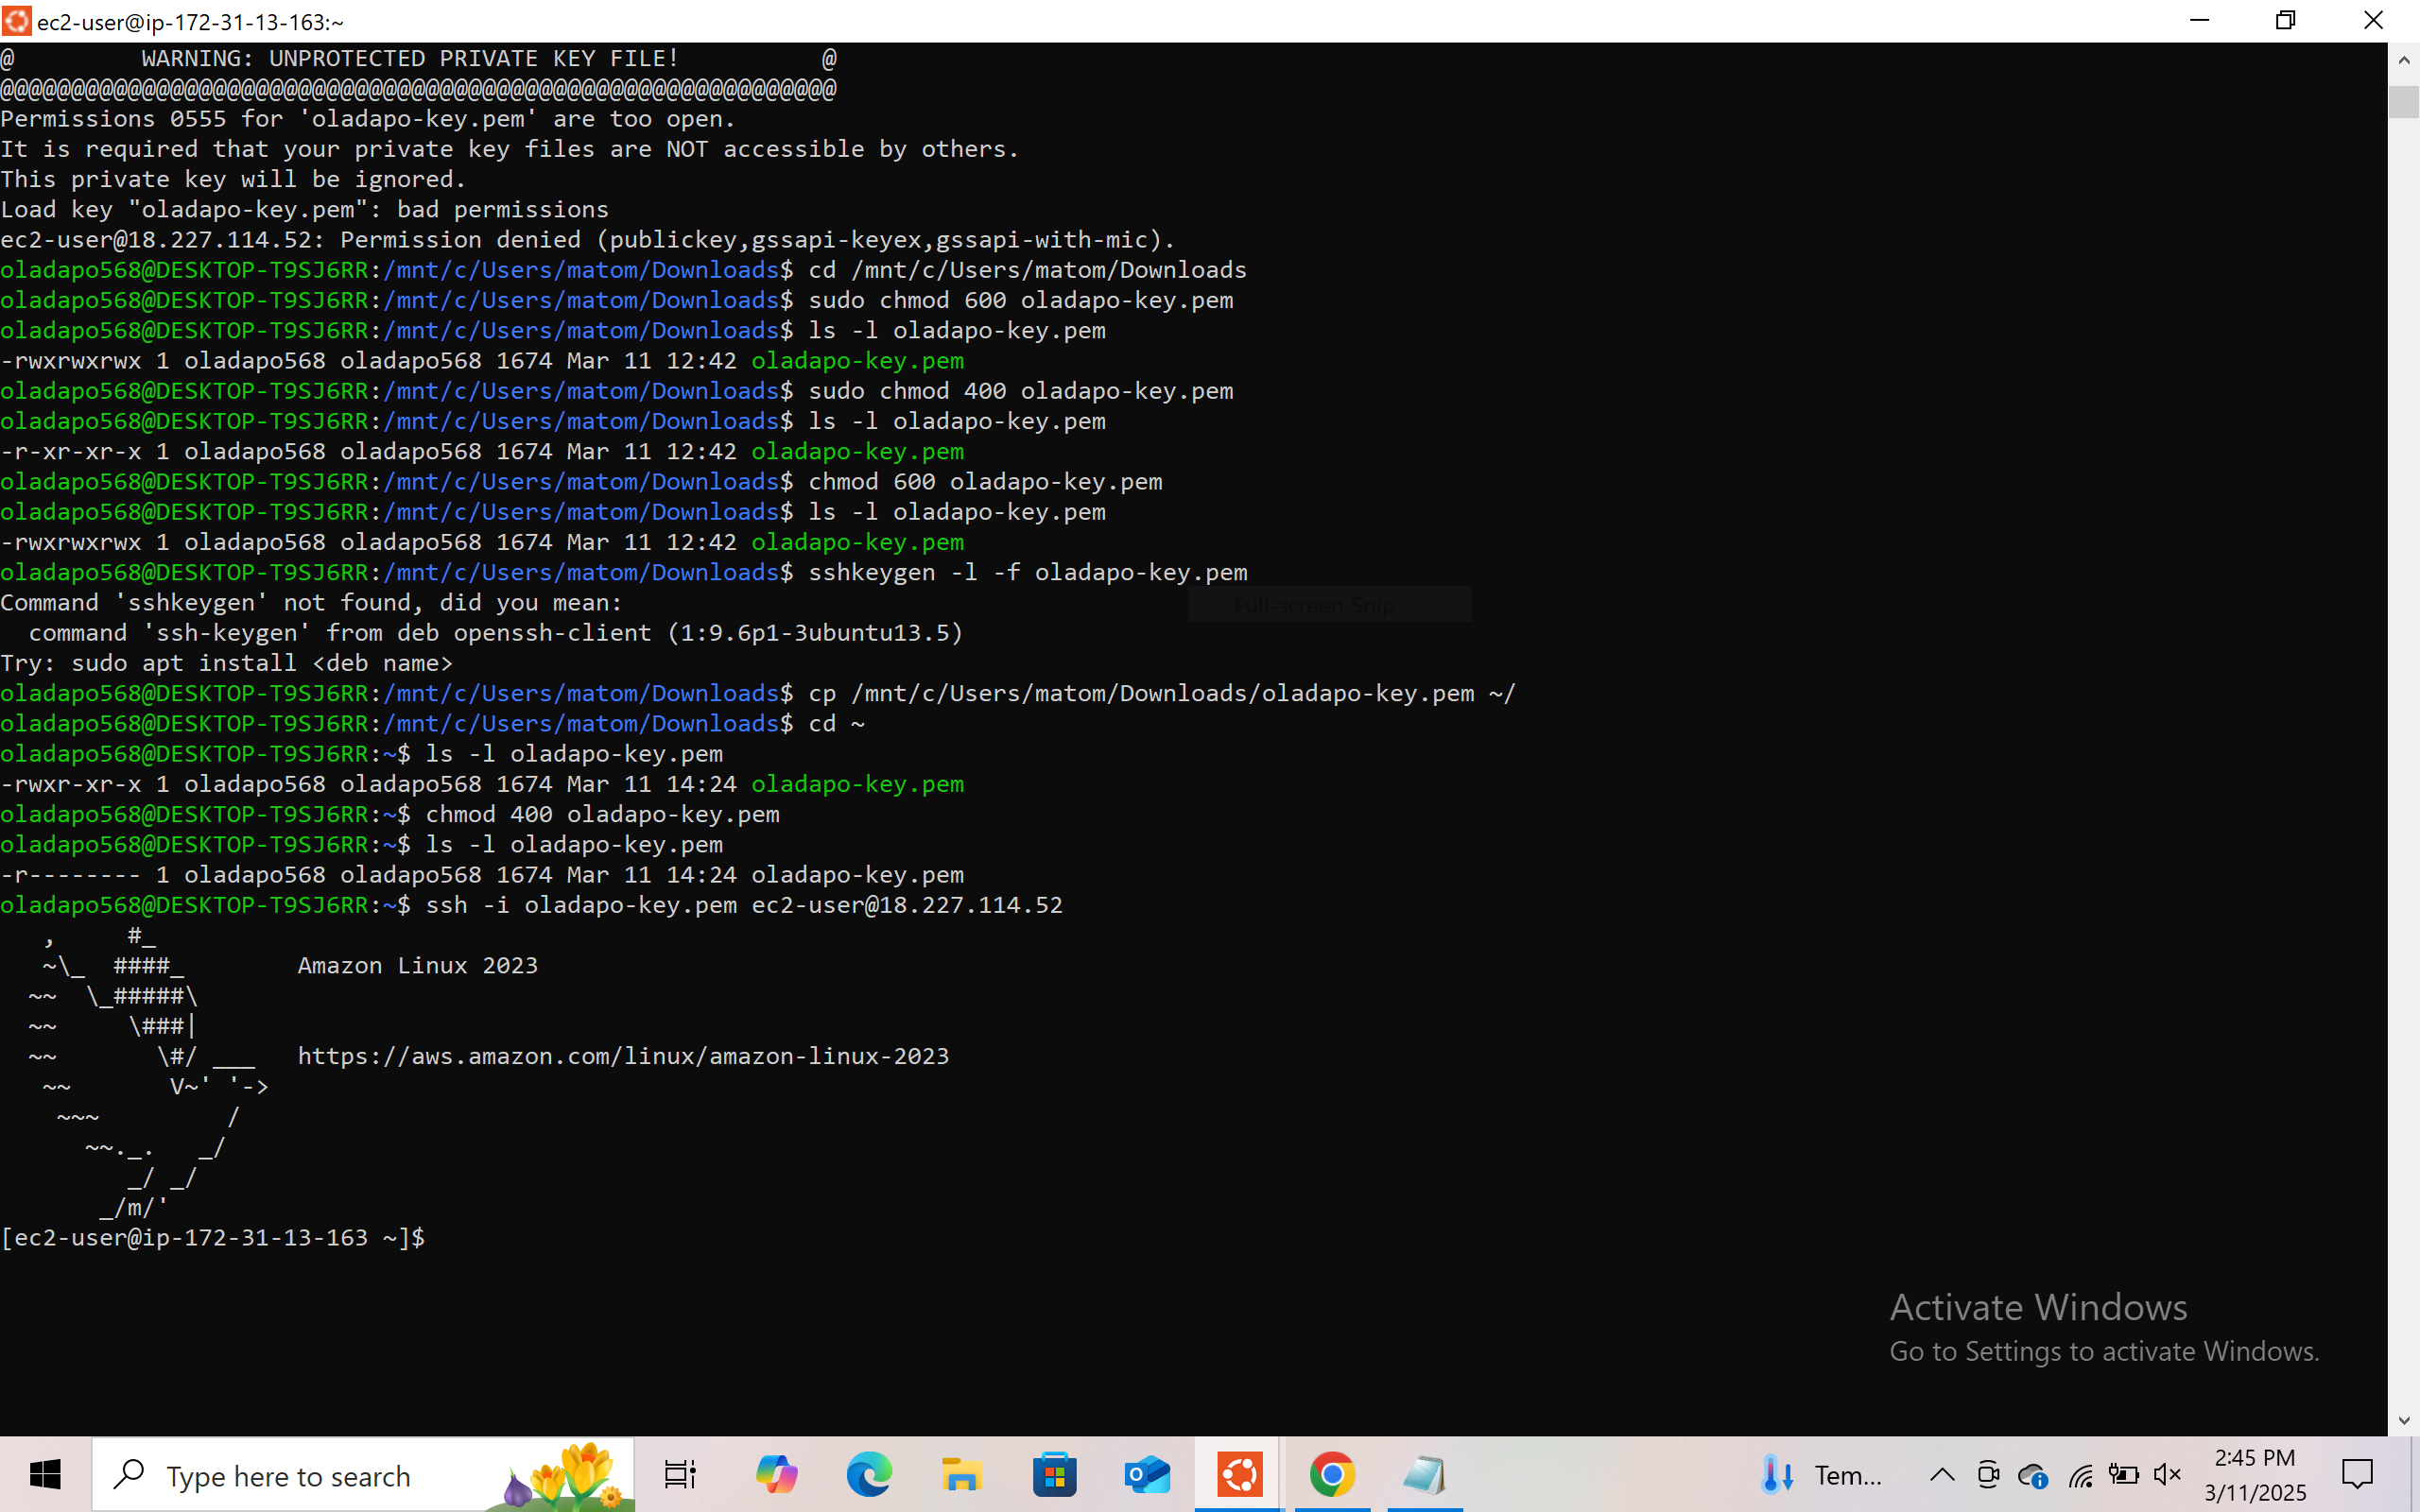 ec2-user@ip-172-31-13-163:~
@         WARNING: UNPROTECTED PRIVATE KEY FILE!          @
@@@@@@@@@@@@@@@@@@@@@@@@@@@@@@@@@@@@@@@@@@@@@@@@@@@@@@@@@@@
Permissions 0555 for 'oladapo-key.pem' are too open.
It is required that your private key files are NOT accessible by others.
This private key will be ignored.
Load key "oladapo-key.pem": bad permissions
ec2-user@18.227.114.52: Permission denied (publickey,gssapi-keyex,gssapi-with-mic).
oladapo568@DESKTOP-T9SJ6RR:/mnt/c/Users/matom/Downloads$ cd /mnt/c/Users/matom/Downloads
oladapo568@DESKTOP-T9SJ6RR:/mnt/c/Users/matom/Downloads$ sudo chmod 600 oladapo-key.pem
oladapo568@DESKTOP-T9SJ6RR:/mnt/c/Users/matom/Downloads$ ls -l oladapo-key.pem
-rwxrwxrwx 1 oladapo568 oladapo568 1674 Mar 11 12:42 oladapo-key.pem
oladapo568@DESKTOP-T9SJ6RR:/mnt/c/Users/matom/Downloads$ sudo chmod 400 oladapo-key.pem
oladapo568@DESKTOP-T9SJ6RR:/mnt/c/Users/matom/Downloads$ ls -l oladapo-key.pem
-r-xr-xr-x 1 oladapo568 oladapo568 1674 Mar 11 12:42 oladapo-key.pem
oladapo568@DESKTOP-T9SJ6RR:/mnt/c/Users/matom/Downloads$ chmod 600 oladapo-key.pem
oladapo568@DESKTOP-T9SJ6RR:/mnt/c/Users/matom/Downloads$ ls -l oladapo-key.pem
-rwxrwxrwx 1 oladapo568 oladapo568 1674 Mar 11 12:42 oladapo-key.pem
oladapo568@DESKTOP-T9SJ6RR:/mnt/c/Users/matom/Downloads$ sshkeygen -l -f oladapo-key.pem
Command 'sshkeygen' not found, did you mean:
Full-screen Snip
  command 'ssh-keygen' from deb openssh-client (1:9.6p1-3ubuntu13.5)
Try: sudo apt install <deb name>
oladapo568@DESKTOP-T9SJ6RR:/mnt/c/Users/matom/Downloads$ cp /mnt/c/Users/matom/Downloads/oladapo-key.pem ~/
oladapo568@DESKTOP-T9SJ6RR:/mnt/c/Users/matom/Downloads$ cd ~
oladapo568@DESKTOP-T9SJ6RR:~$ ls -l oladapo-key.pem
-rwxr-xr-x 1 oladapo568 oladapo568 1674 Mar 11 14:24 oladapo-key.pem
oladapo568@DESKTOP-T9SJ6RR:~$ chmod 400 oladapo-key.pem
oladapo568@DESKTOP-T9SJ6RR:~$ ls -l oladapo-key.pem
-r-------- 1 oladapo568 oladapo568 1674 Mar 11 14:24 oladapo-key.pem
oladapo568@DESKTOP-T9SJ6RR:~$ ssh -i oladapo-key.pem ec2-user@18.227.114.52
   ,     #_
   ~\_  ####_        Amazon Linux 2023
  ~~  \_#####\
  ~~     \###|
  ~~       \#/ ___   https://aws.amazon.com/linux/amazon-linux-2023
   ~~       V~' '->
    ~~~         /
      ~~._.   _/
         _/ _/
       _/m/'
[ec2-user@ip-172-31-13-163 ~]$
Activate Windows
Go to Settings to activate Windows.
Type here to search
Tem...
2:45 PM
3/11/2025